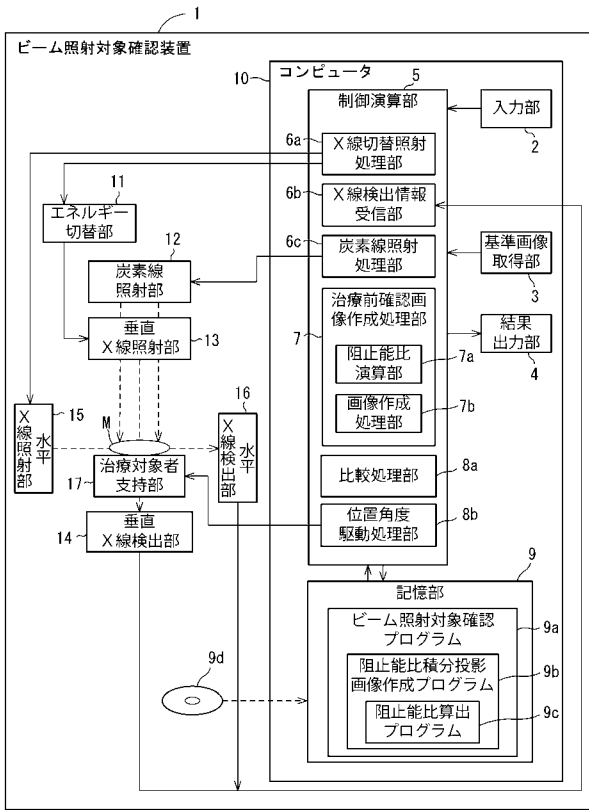 1
ビーム照射対象確認装置
10
コンピュータ
5
制御演算部
入力部
2
6a
X線切替照射
処理部
11
エネルギー
切替部
6b
X線検出情報
受信部
12
炭素線
照射部
6c
炭素線照射
処理部
基準画像
取得部
3
垂直
X線照射部
13
7
治療前確認画
像作成処理部
結果
出力部
4
阻止能比
演算部
7a
画像作成
処理部
7b
15
水平
X線照射部
M
16
水平
X線検出部
17
治療対象者
支持部
比較処理部
8a
14
垂直
X線検出部
位置角度
駆動処理部
8b
9
記憶部
ビーム照射対象確認
プログラム
9a
阻止能比積分投影
画像作成プログラム
9b
阻止能比算出
プログラム
9c
9d